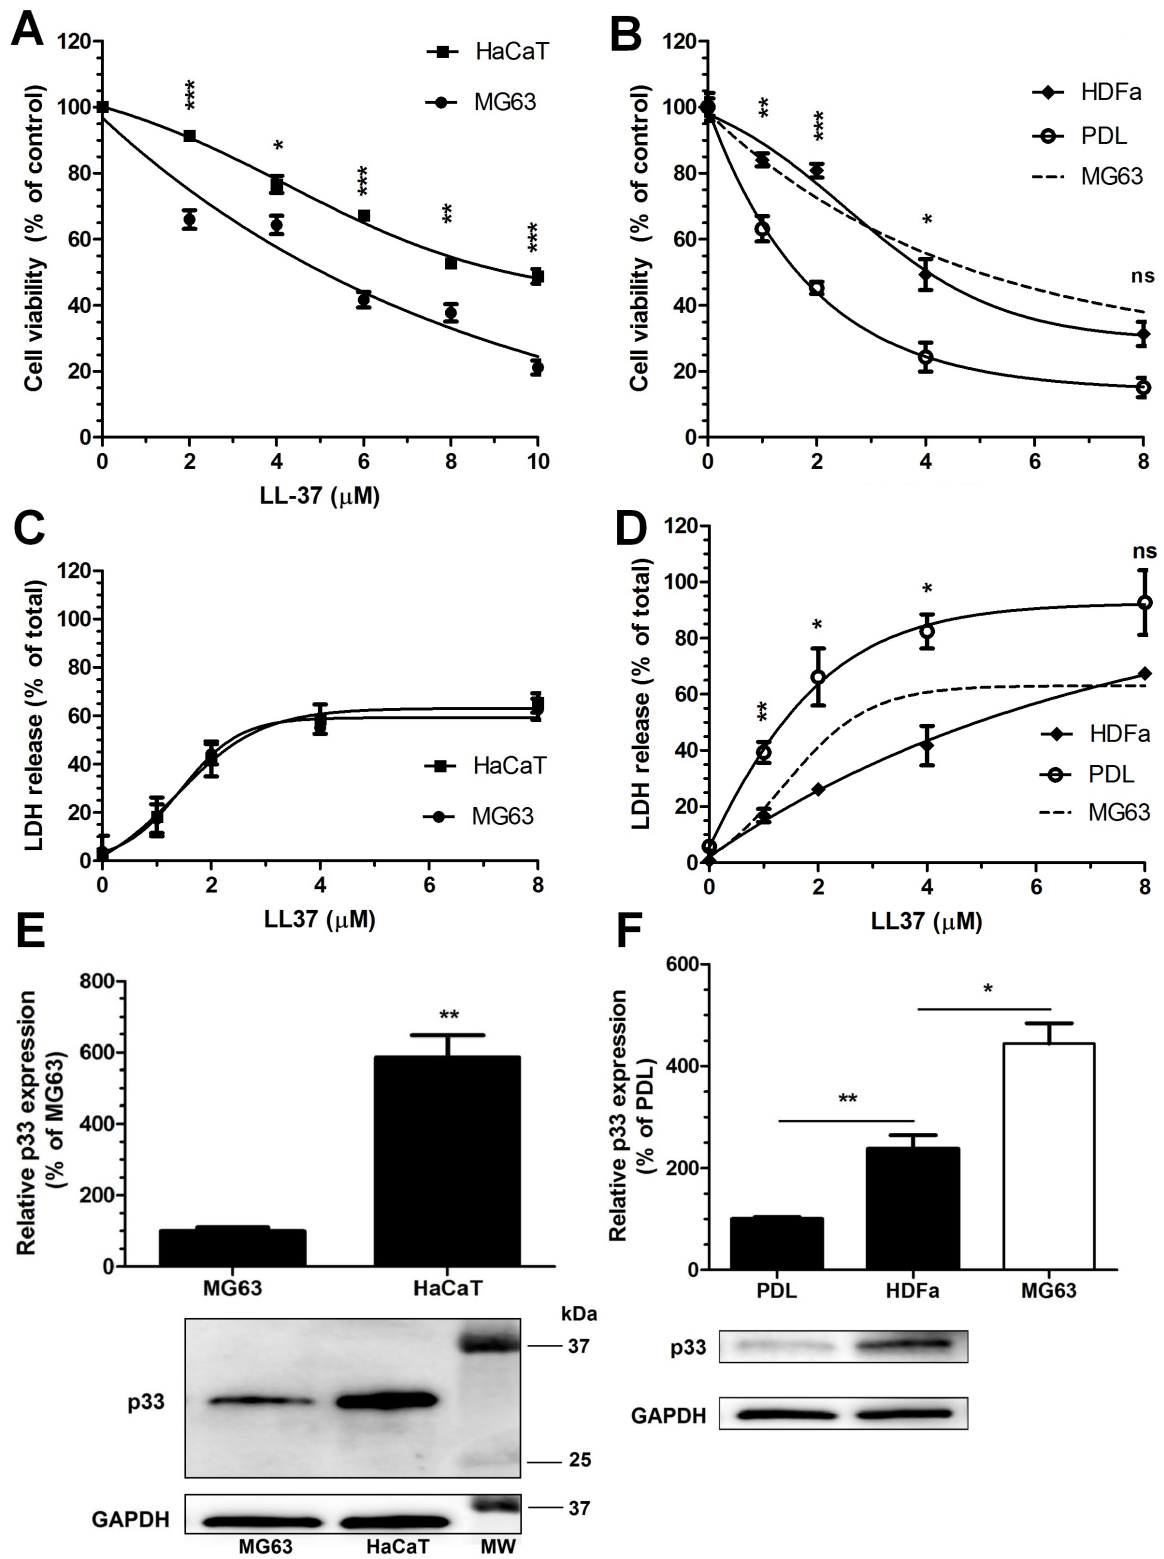 A
Cell viability (% of control)
120
100
80
60
40
20
0
0 2 4 6 8 10
LL-37 (μM)
HaCaT
MG63
***
*
***
**
***
B
Cell viability (% of control)
120
100
80
60
40
20
0
0 2 4 6 8
HDFa
PDL
MG63
**
***
*
ns
C
LDH release (% of total)
120
100
80
60
40
20
0
0 2 4 6 8
LL37 (μM)
HaCaT
MG63
D
LDH release (% of total)
120
100
80
60
40
20
0
0 2 4 6 8
LL37 (μM)
HDFa
PDL
MG63
**
*
*
ns
E
Relative p33 expression
(% of MG63)
800
600
400
200
0
**
MG63 HaCaT
kDa
37
p33
25
37
GAPDH
MG63 HaCaT MW
F
Relative p33 expression
(% of PDL)
600
400
200
0
**
*
PDL HDFa MG63
p33
GAPDH